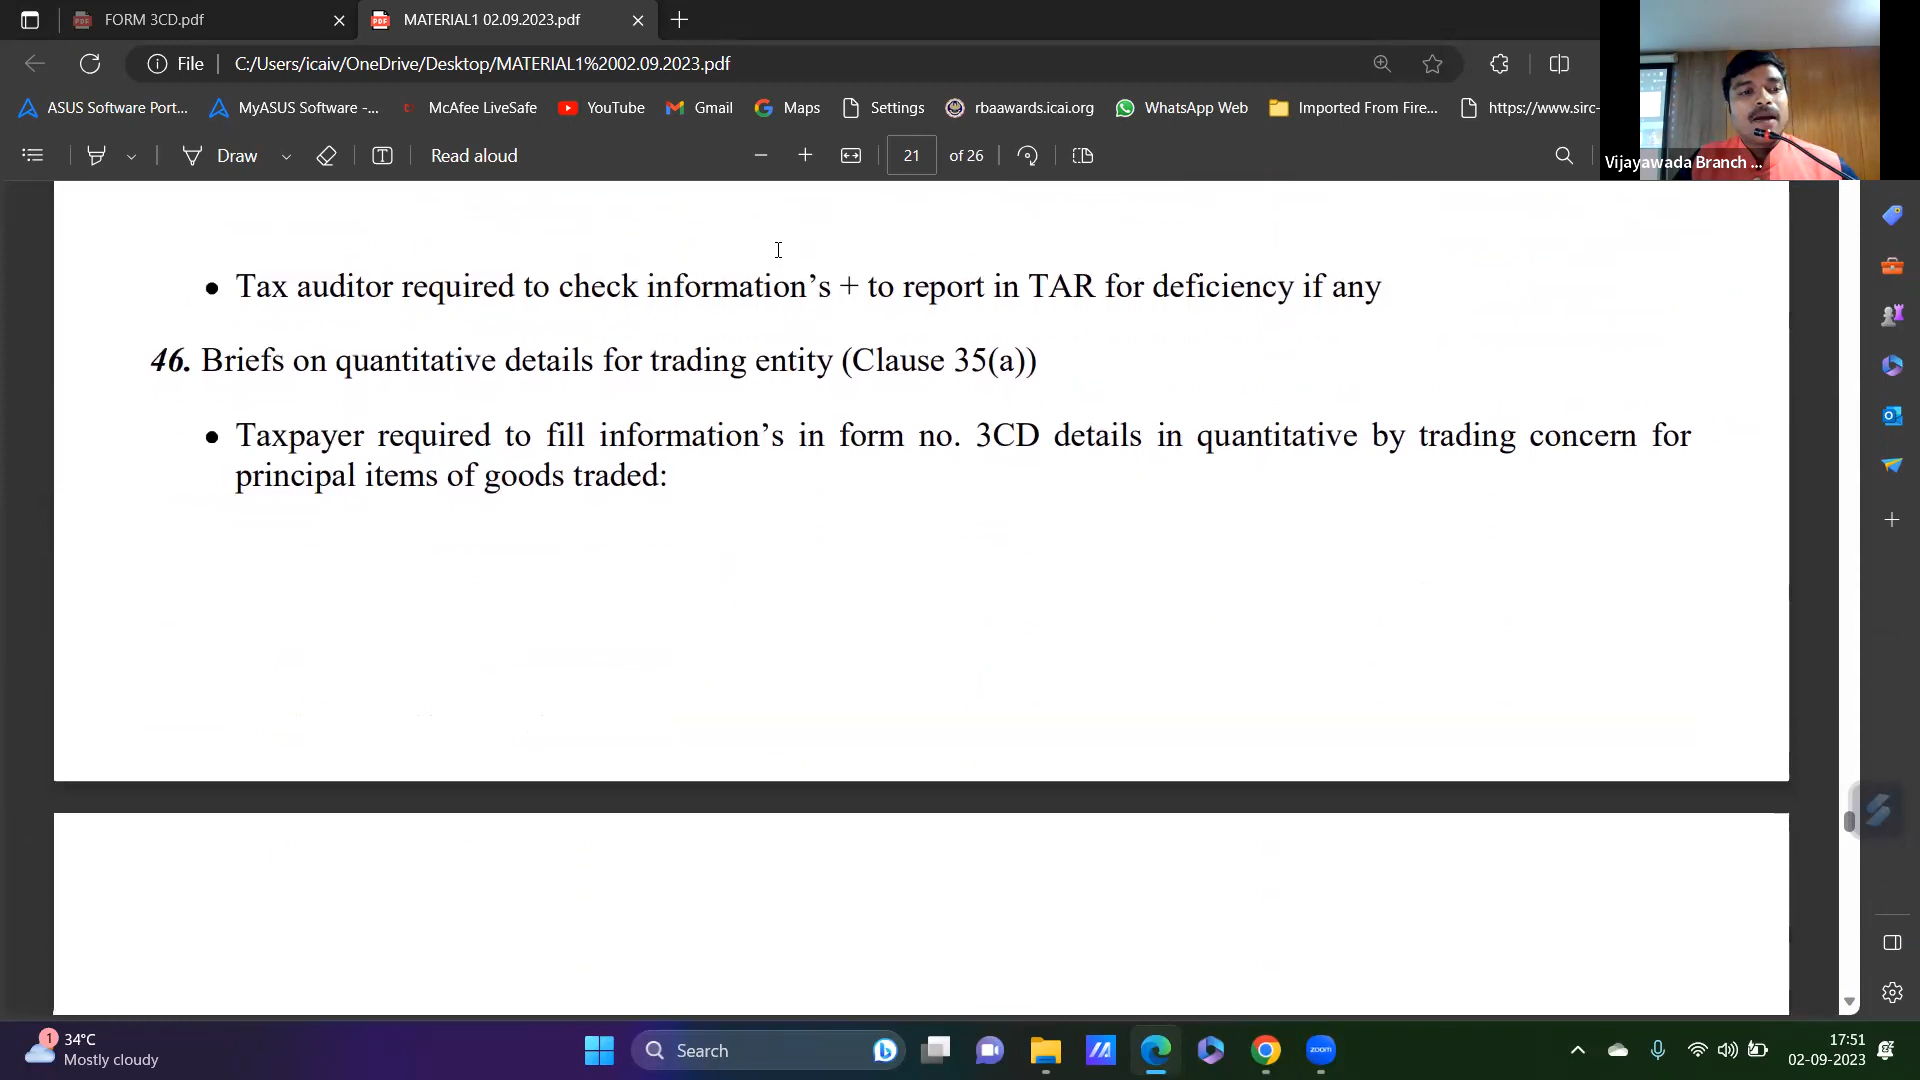 FORM 3CD.pdf
MATERIAL1 02.09.2023.pdf
File
C:/Users/icaiv/OneDrive/Desktop/MATERIAL1%2002.09.2023.pdf
ASUS Software Port...
MyASUS Software -...
McAfee LiveSafe
YouTube
Gmail
Maps
Settings
rbaawards.icai.org
WhatsApp Web
Imported From Fire...
https://www.sirc-
Draw
Read aloud
21
of 26
Vijayawada Branch ...
• Tax auditor required to check information’s + to report in TAR for deficiency if any
46. Briefs on quantitative details for trading entity (Clause 35(a))
• Taxpayer required to fill information’s in form no. 3CD details in quantitative by trading concern for
principal items of goods traded:
1
34°C
Mostly cloudy
Search
zoom
17:51
02-09-2023